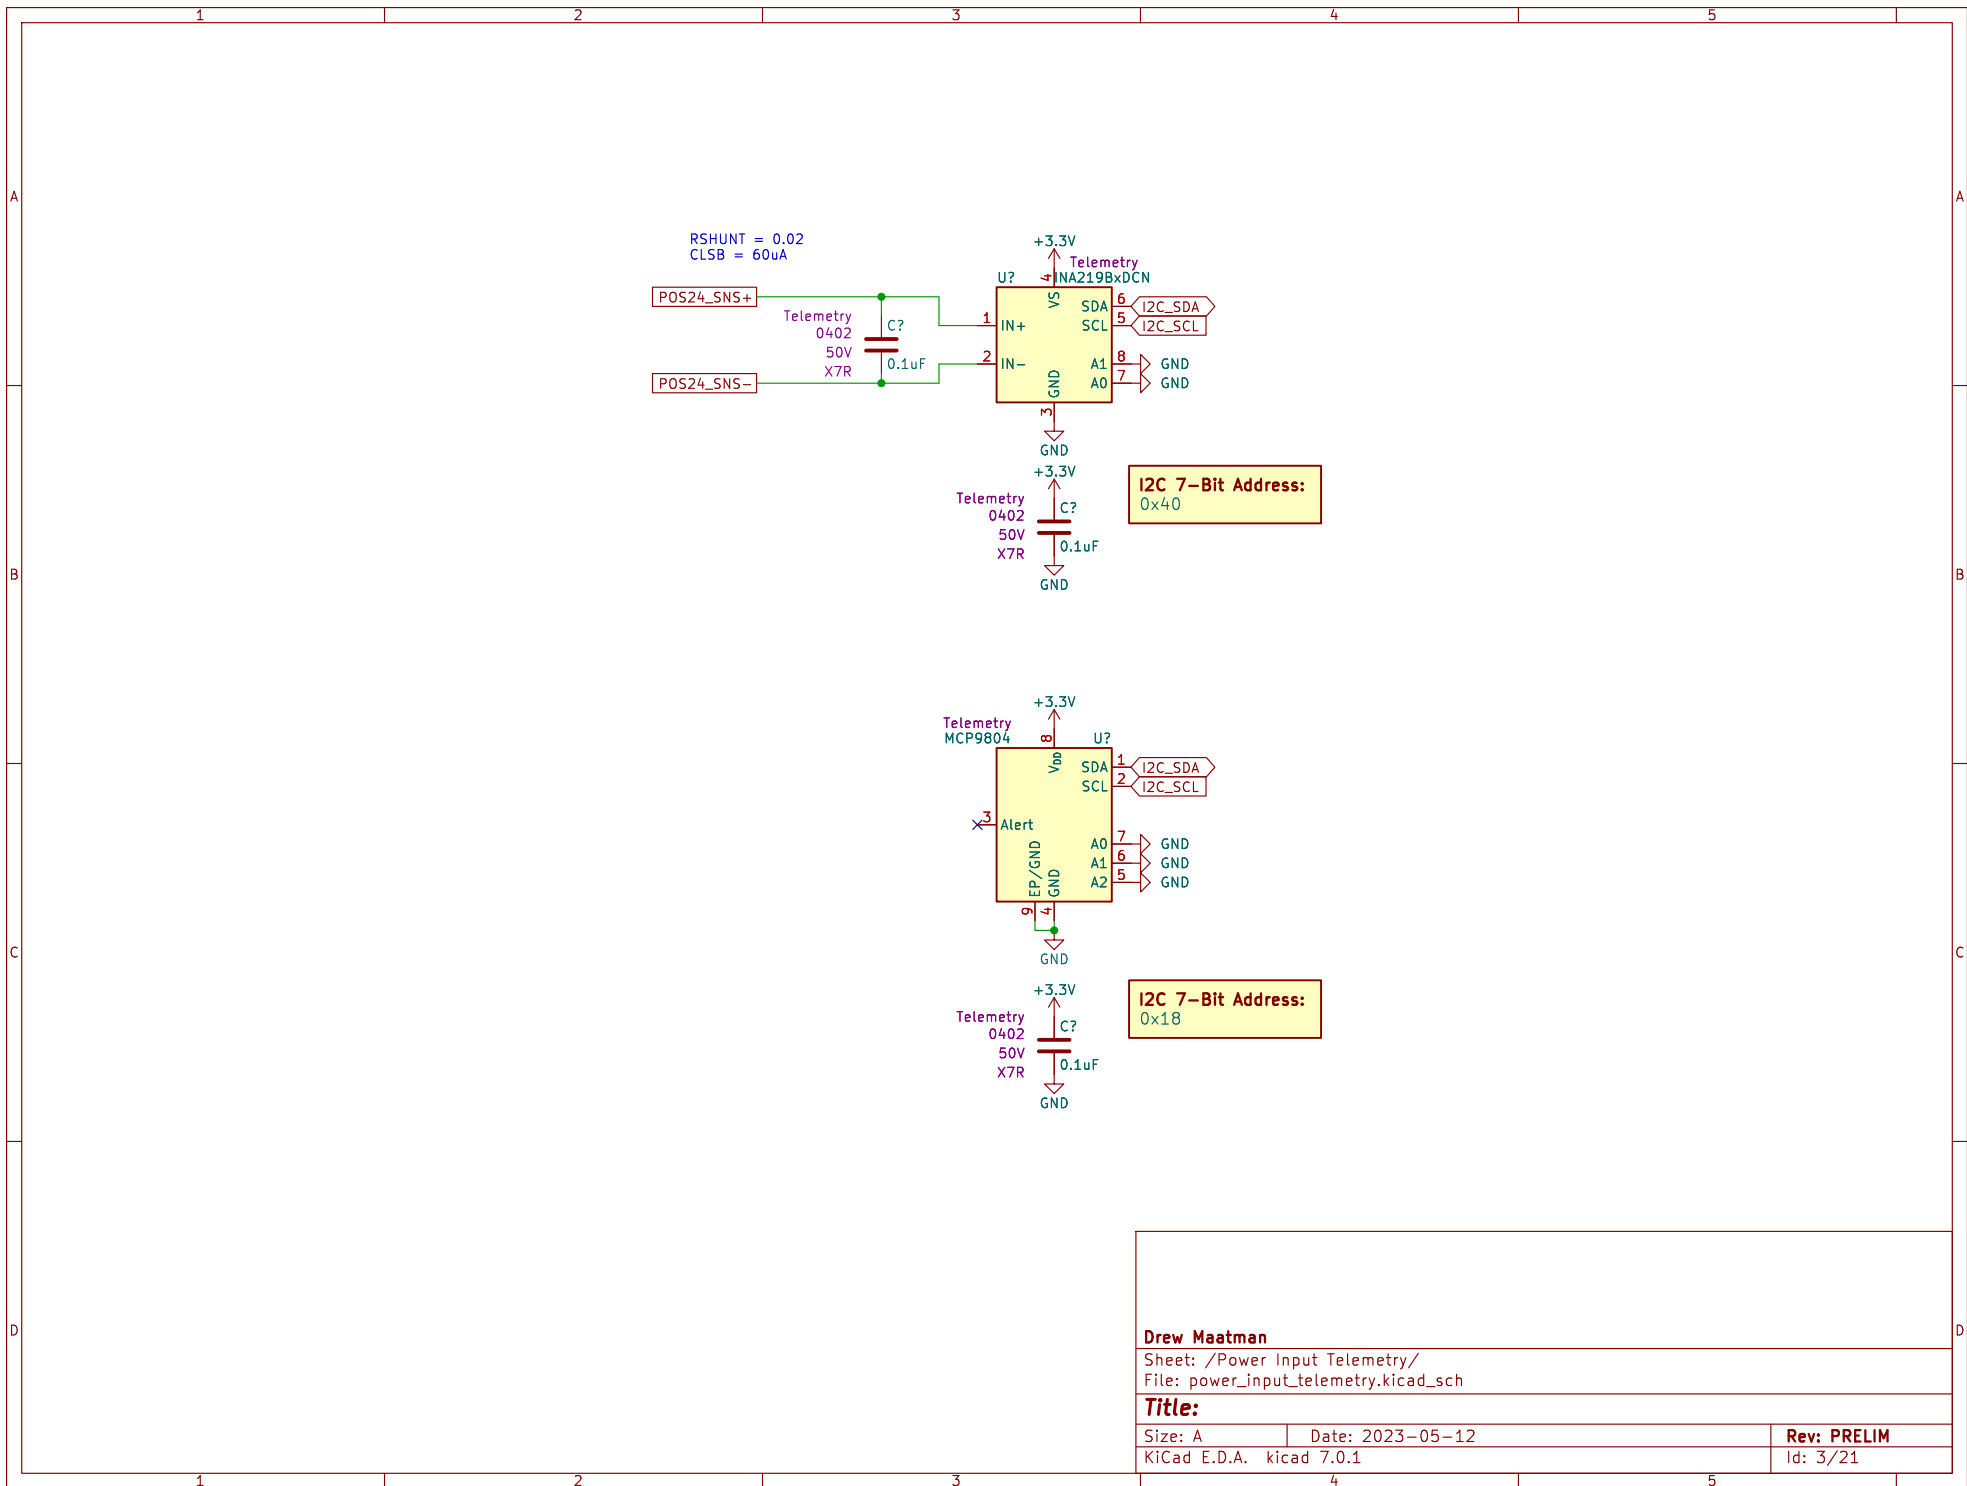 1 2 3 4 5
A A
RSHUNT = 0.02
CLSB = 60uA
+3.3V
Telemetry
U? INA219BxDCN
4
VS
POS24_SNS+
SDA 6 I2C_SDA
1 IN+
SCL 5 I2C_SCL
Telemetry
0402
50V
X7R
C?
0.1uF
2 IN-
A1 8 GND
POS24_SNS-
A0 7 GND
GND
3
GND
+3.3V
Telemetry
0402
50V
X7R
C?
0.1uF
GND
I2C 7-Bit Address:
0x40
B B
+3.3V
Telemetry
MCP9804 U?
8
VDD
SDA 1 I2C_SDA
SCL 2 I2C_SCL
3 Alert
A0 7 GND
A1 6 GND
A2 5 GND
EP/GND
GND
9 4
GND
C C
+3.3V
Telemetry
0402
50V
X7R
C?
0.1uF
GND
I2C 7-Bit Address:
0x18
D D
Drew Maatman
Sheet: /Power Input Telemetry/
File: power_input_telemetry.kicad_sch
Title:
Size: A Date: 2023-05-12 Rev: PRELIM
KiCad E.D.A. kicad 7.0.1 Id: 3/21
1 2 3 4 5